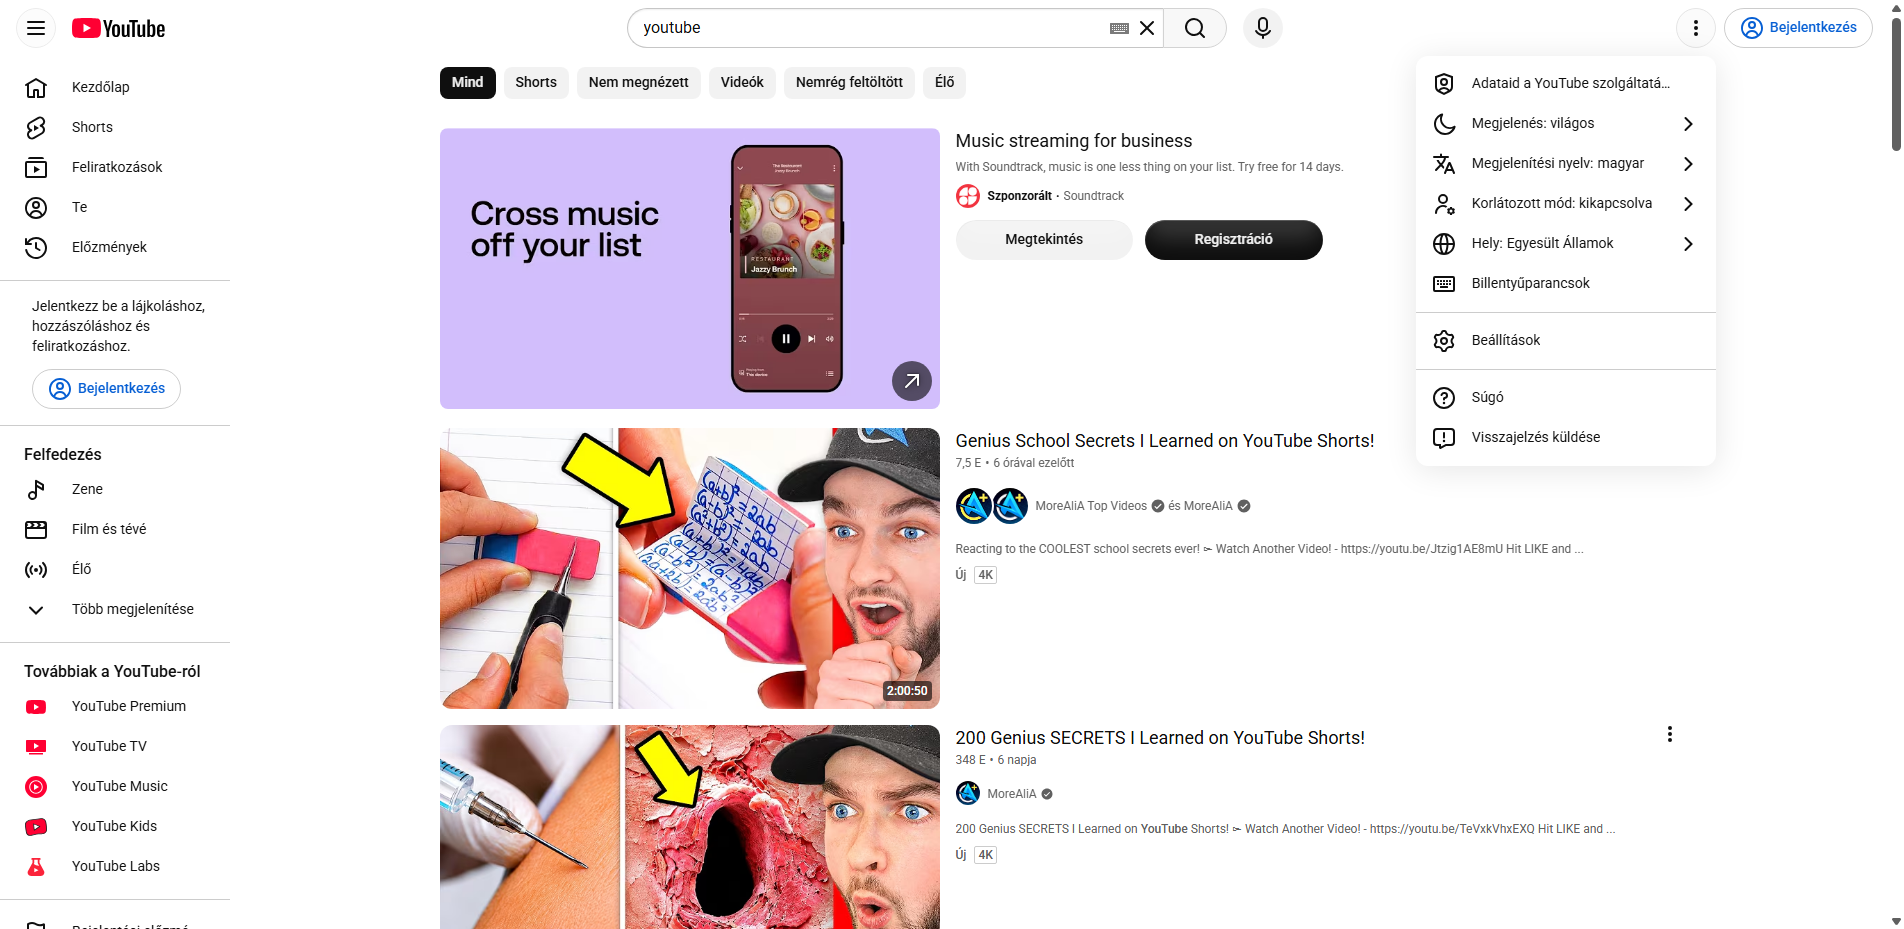 YouTube
youtube
Bejelentkezés
Kezdőlap
Shorts
Feliratkozások
Te
Előzmények
Jelentkezz be a lájkoláshoz,
hozzászóláshoz és
feliratkozáshoz.
Bejelentkezés
Felfedezés
Zene
Film és tévé
Élő
Több megjelenítése
Továbbiak a YouTube-ról
YouTube Premium
YouTube TV
YouTube Music
YouTube Kids
YouTube Labs
Mind
Shorts
Nem megnézett
Videók
Nemrég feltöltött
Élő
Cross music
off your list
RESTAURANT
Jazzy Brunch
Music streaming for business
With Soundtrack, music is one less thing on your list. Try free for 14 days.
Szponzorált · Soundtrack
Megtekintés
Regisztráció
2:00:50
Genius School Secrets I Learned on YouTube Shorts!
7,5 E • 6 órával ezelőtt
MoreAliA Top Videos és MoreAliA
Reacting to the COOLEST school secrets ever! ➛ Watch Another Video! - https://youtu.be/Jtzig1AE8mU Hit LIKE and ...
Új 4K
200 Genius SECRETS I Learned on YouTube Shorts!
348 E • 6 napja
MoreAliA
200 Genius SECRETS I Learned on YouTube Shorts! ➛ Watch Another Video! - https://youtu.be/TeVxkVhxEXQ Hit LIKE and ...
Új 4K
Adataid a YouTube szolgáltatá...
Megjelenés: világos
Megjelenítési nyelv: magyar
Korlátozott mód: kikapcsolva
Hely: Egyesült Államok
Billentyűparancsok
Beállítások
Súgó
Visszajelzés küldése